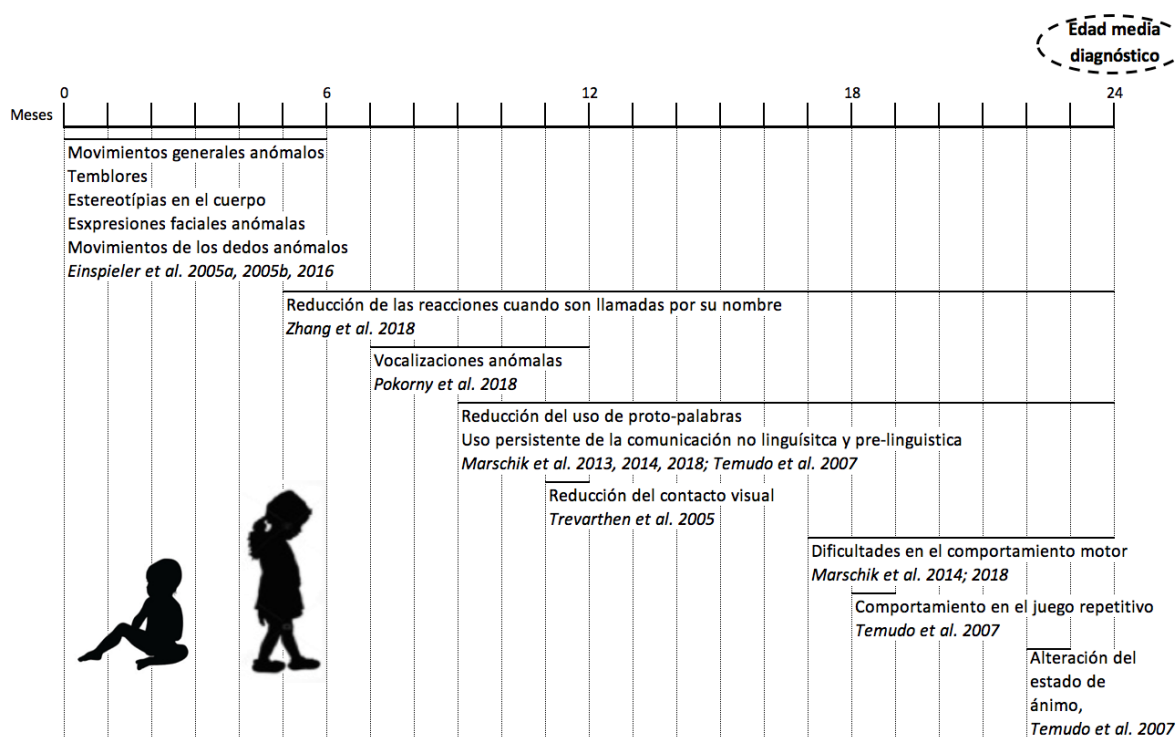 Edad media
diagnóstico
0 6 12 18 24
Meses
Movimientos generales anómalos
Temblores
Estereotípias en el cuerpo
Esxpresiones faciales anómalas
Movimientos de los dedos anómalos
Einspieler et al. 2005a, 2005b, 2016
Reducción de las reacciones cuando son llamadas por su nombre
Zhang et al. 2018
Vocalizaciones anómalas
Pokorny et al. 2018
Reducción del uso de proto-palabras
Uso persistente de la comunicación no linguísitca y pre-linguistica
Marschik et al. 2013, 2014, 2018; Temudo et al. 2007
Reducción del contacto visual
Trevarthen et al. 2005
Dificultades en el comportamiento motor
Marschik et al. 2014; 2018
Comportamiento en el juego repetitivo
Temudo et al. 2007
Alteración del
estado de
ánimo,
Temudo et al. 2007